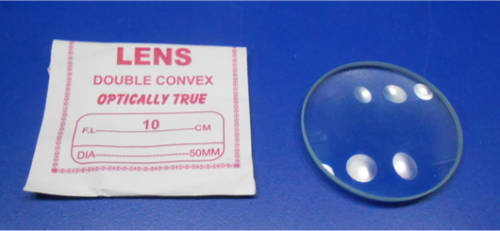 LENS
DOUBLE CONVEX
OPTICALLY TRUE
F.L 10 CM
DIA 50MM